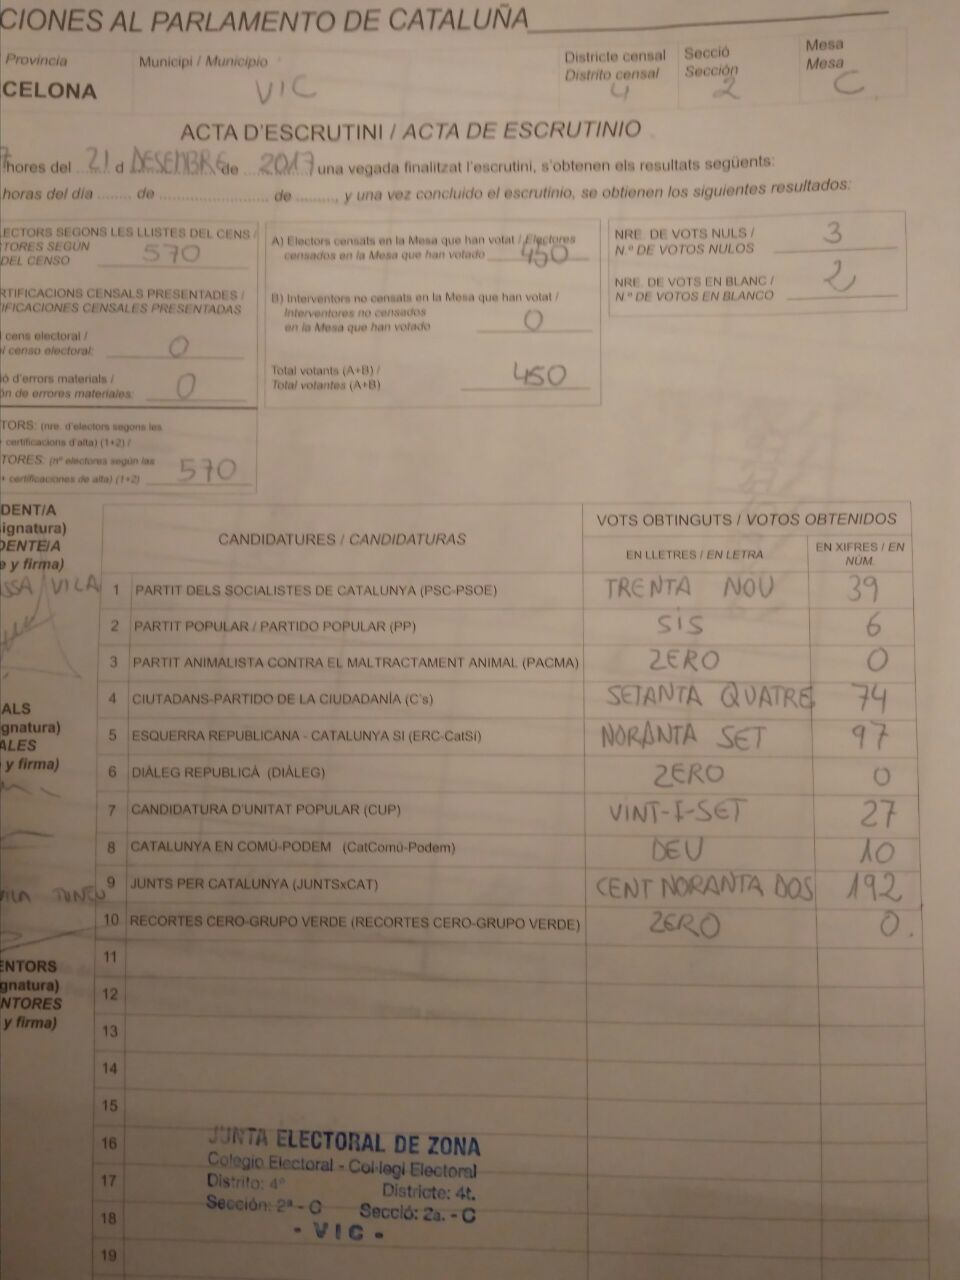 CIONES AL PARLAMENTO DE CATALUÑA
Provincia
CELONA
Municipi / Municipio
VIC
Districte censal
Distrito censal
4
Secció
Sección
2
Mesa
Mesa
C
ACTA D'ESCRUTINI / ACTA DE ESCRUTINIO
hores del 21 d DESEMBRE de 2017 una vegada finalitzat l'escrutini, s'obtenen els resultats següents:
horas del día ....... de ...................... de ........, y una vez concluido el escrutinio, se obtienen los siguientes resultados:
ECTORS SEGONS LES LLISTES DEL CENS /
TORES SEGÚN
DEL CENSO 570
RTIFICACIONS CENSALS PRESENTADES /
IFICACIONES CENSALES PRESENTADAS
cens electoral /
l censo electoral: 0
ó d'errors materials /
ón de errores materiales: 0
TORS: (nre. d'electors segons les
+ certificacions d'alta) (1+2) /
TORES: (nº electores según las
+ certificaciones de alta) (1+2) 570
A) Electors censats en la Mesa que han votat / Electores
censados en la Mesa que han votado 450
B) Interventors no censats en la Mesa que han votat /
Interventores no censados
en la Mesa que han votado 0
Total votants (A+B) /
Total votantes (A+B) 450
NRE. DE VOTS NULS /
N.º DE VOTOS NULOS 3
NRE. DE VOTS EN BLANC /
N.º DE VOTOS EN BLANCO 2
DENT/A
ignatura)
DENTE/A
e y firma)
VILA
ALS
gnatura)
ALES
y firma)
ENTORS
gnatura)
NTORES
y firma)
CANDIDATURES / CANDIDATURAS
VOTS OBTINGUTS / VOTOS OBTENIDOS
EN LLETRES / EN LETRA
EN XIFRES / EN NÚM.
1 PARTIT DELS SOCIALISTES DE CATALUNYA (PSC-PSOE) TRENTA NOU 39
2 PARTIT POPULAR / PARTIDO POPULAR (PP) SIS 6
3 PARTIT ANIMALISTA CONTRA EL MALTRACTAMENT ANIMAL (PACMA) ZERO 0
4 CIUTADANS-PARTIDO DE LA CIUDADANÍA (C's) SETANTA QUATRE 74
5 ESQUERRA REPUBLICANA - CATALUNYA SI (ERC-CatSí) NORANTA SET 97
6 DIÀLEG REPUBLICÀ (DIÀLEG) ZERO 0
7 CANDIDATURA D'UNITAT POPULAR (CUP) VINT-I-SET 27
8 CATALUNYA EN COMÚ-PODEM (CatComú-Podem) DEU 10
9 JUNTS PER CATALUNYA (JUNTSxCAT) CENT NORANTA DOS 192
10 RECORTES CERO-GRUPO VERDE (RECORTES CERO-GRUPO VERDE) ZERO 0.
11
12
13
14
15
16
17
18
19
JUNTA ELECTORAL DE ZONA
Colegio Electoral - Col·legi Electoral
Distrito: 4º Districte: 4t.
Sección: 2ª - C Secció: 2a. - C
- VIC -